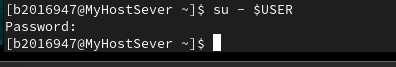 [b2016947@MyHostSever ~]$ su - $USER
Password:
[b2016947@MyHostSever ~]$